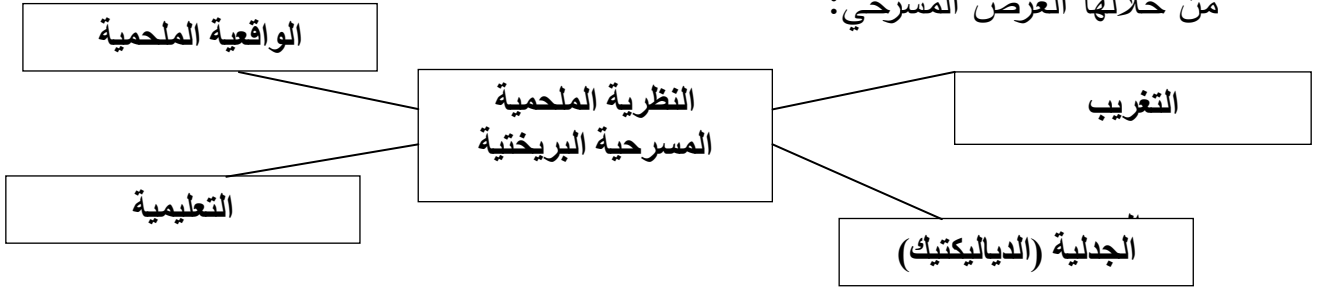 من خلالها العرض المسرحي:
الواقعية الملحمية
النظرية الملحمية
المسرحية البريختية
التغريب
التعليمية
الجدلية (الدياليكتيك)